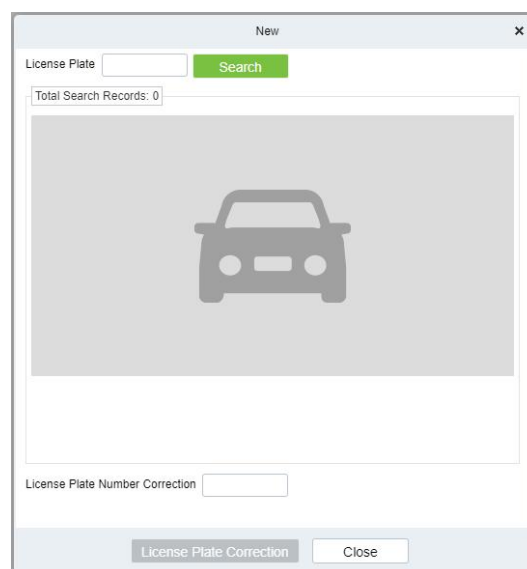 New
License Plate
Search
Total Search Records: 0
License Plate Number Correction
License Plate Correction
Close